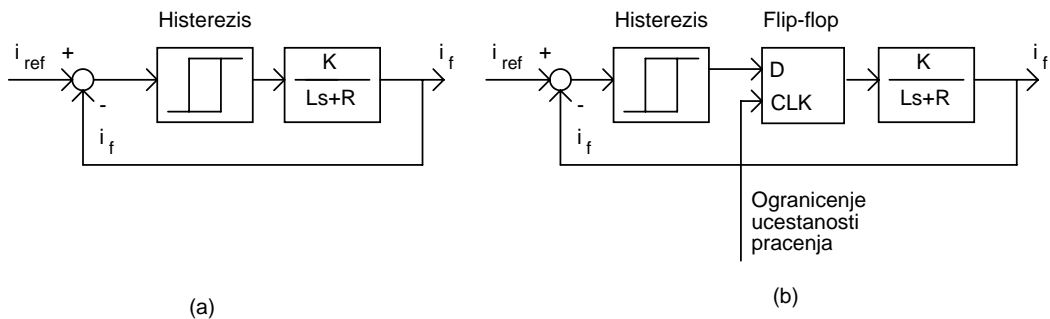 Histerezis
i ref
+
-
i f
K
Ls+R
i f
(a)
Histerezis
Flip-flop
i ref
+
-
i f
D
CLK
K
Ls+R
i f
Ogranicenje
ucestanosti
pracenja
(b)